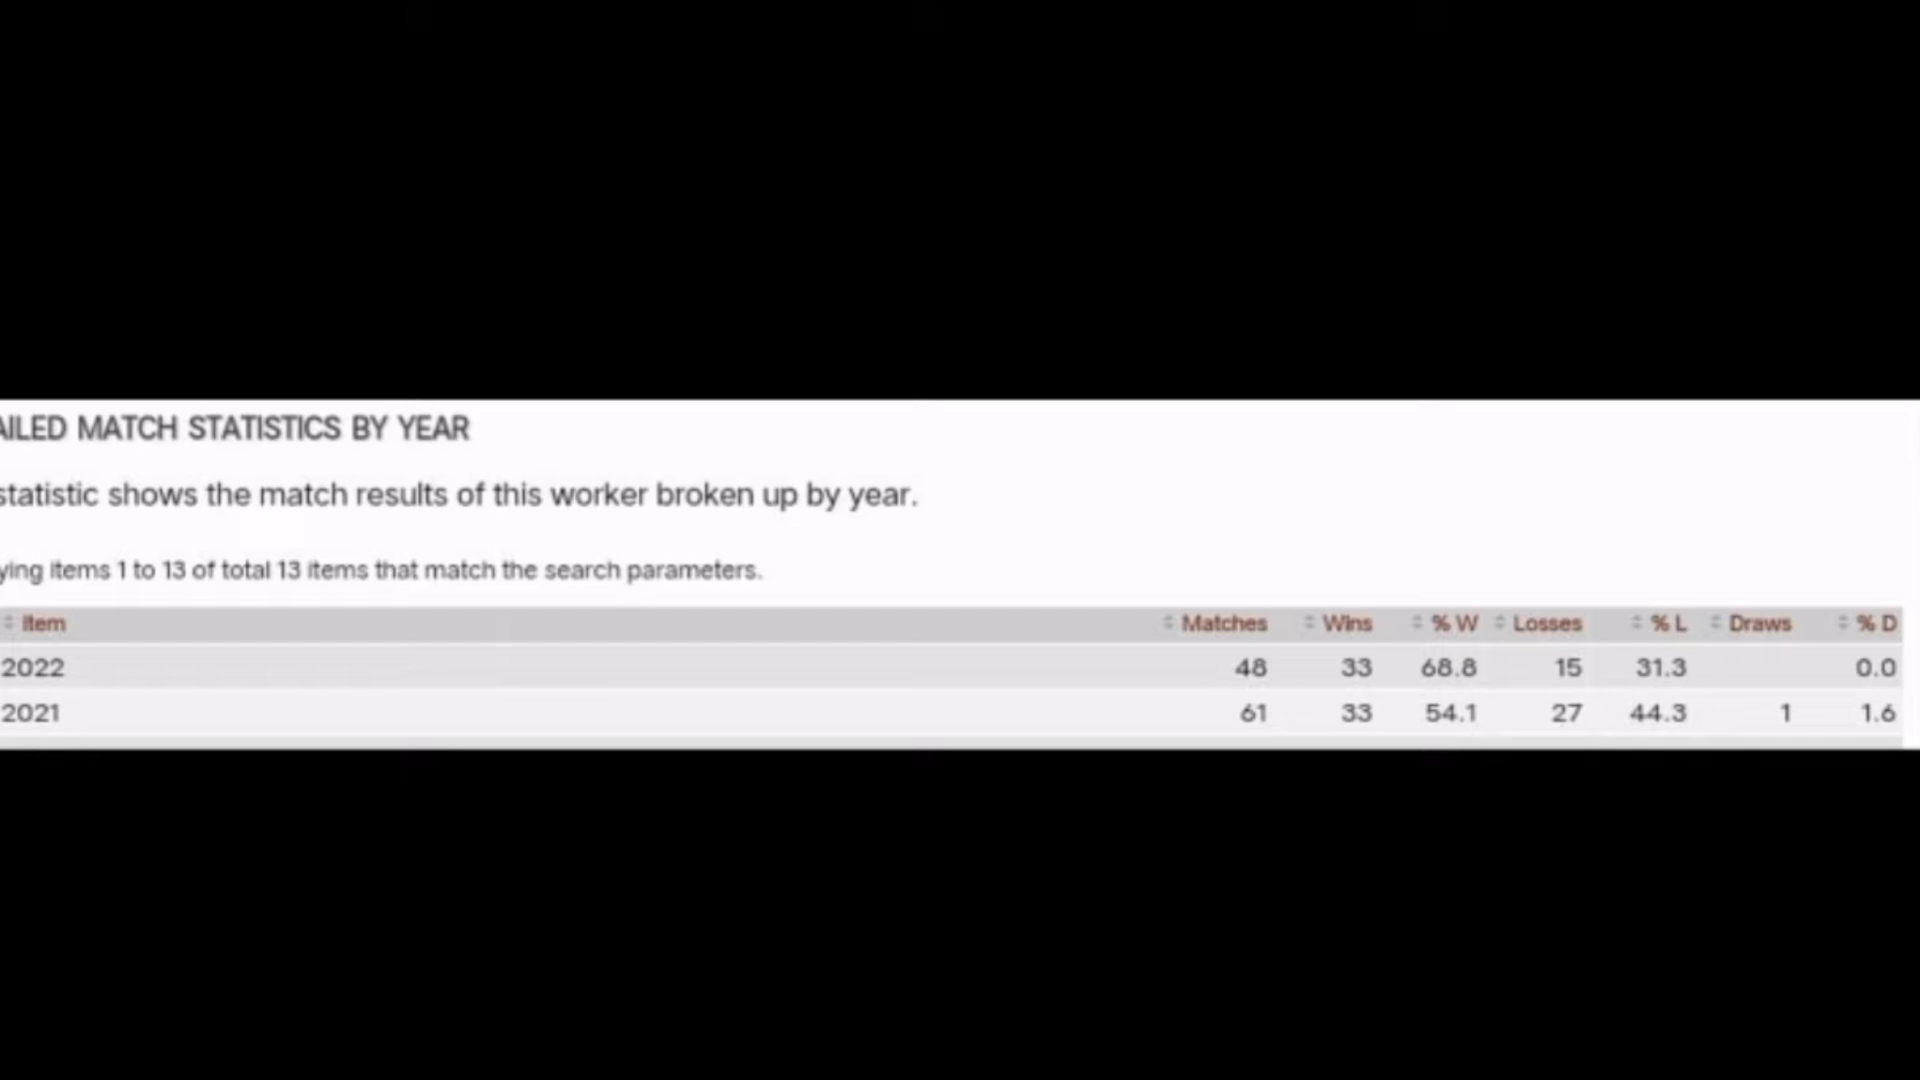 AILED MATCH STATISTICS BY YEAR
statistic shows the match results of this worker broken up by year.
ying items 1 to 13 of total 13 items that match the search parameters.
Item Matches Wins % W Losses % L Draws % D
2022 48 33 68.8 15 31.3 0.0
2021 61 33 54.1 27 44.3 1 1.6